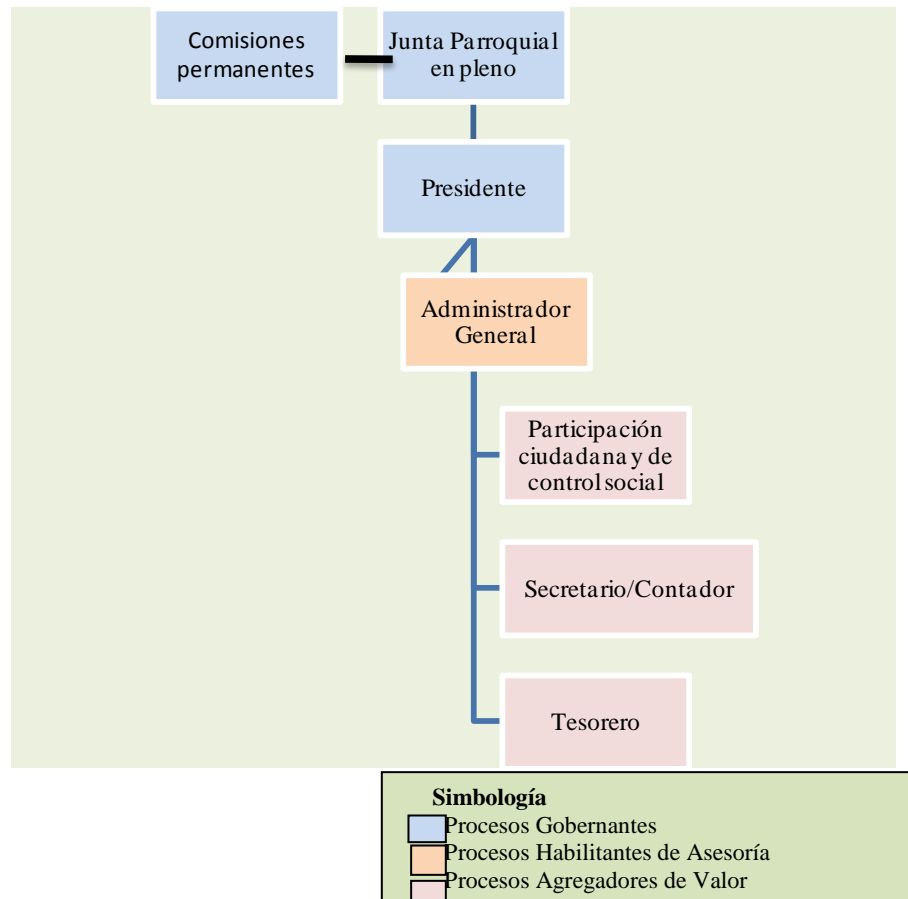 Comisiones
permanentes
Junta Parroquial
en pleno
Presidente
Administrador
General
Participación
ciudadana y de
control social
Secretario/Contador
Tesorero
Simbología
Procesos Gobernantes
Procesos Habilitantes de Asesoría
Procesos Agregadores de Valor